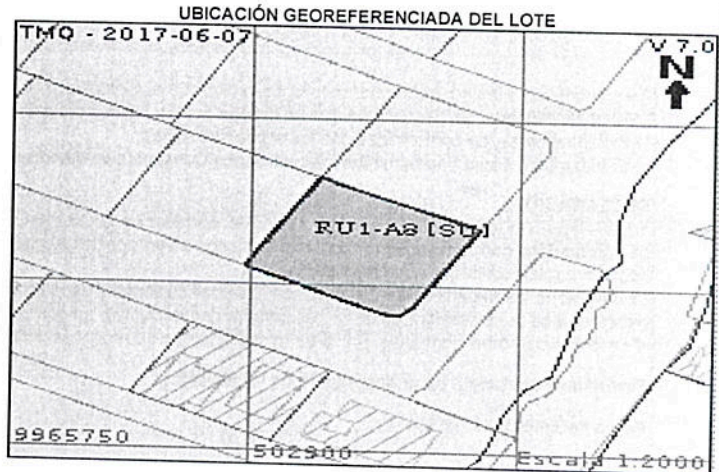 UBICACIÓN GEOREFERENCIADA DEL LOTE
TMQ - 2017-06-07
V 7.0
N
RU1-A8 [SU]
9965750
502900
Escala 1:2000